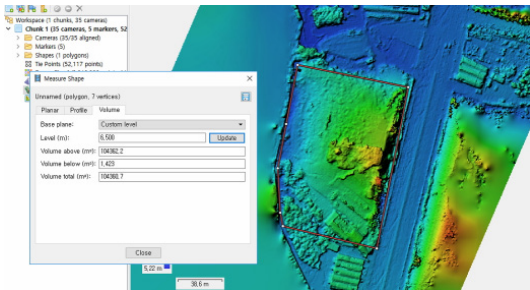 Workspace (1 chunks, 35 cameras)
Chunk 1 (35 cameras, 5 markers, 52
Cameras (35/35 aligned)
Markers (5)
Shapes (1 polygons)
Tie Points (52,117 points)
Measure Shape
Unnamed (polygon, 7 vertices)
Planar Profile Volume
Base plane: Custom level
Level (m): 6,500 Update
Volume above (m³): 104362,2
Volume below (m³): 1,423
Volume total (m³): 104360,7
Close
9,22 m
38,6 m